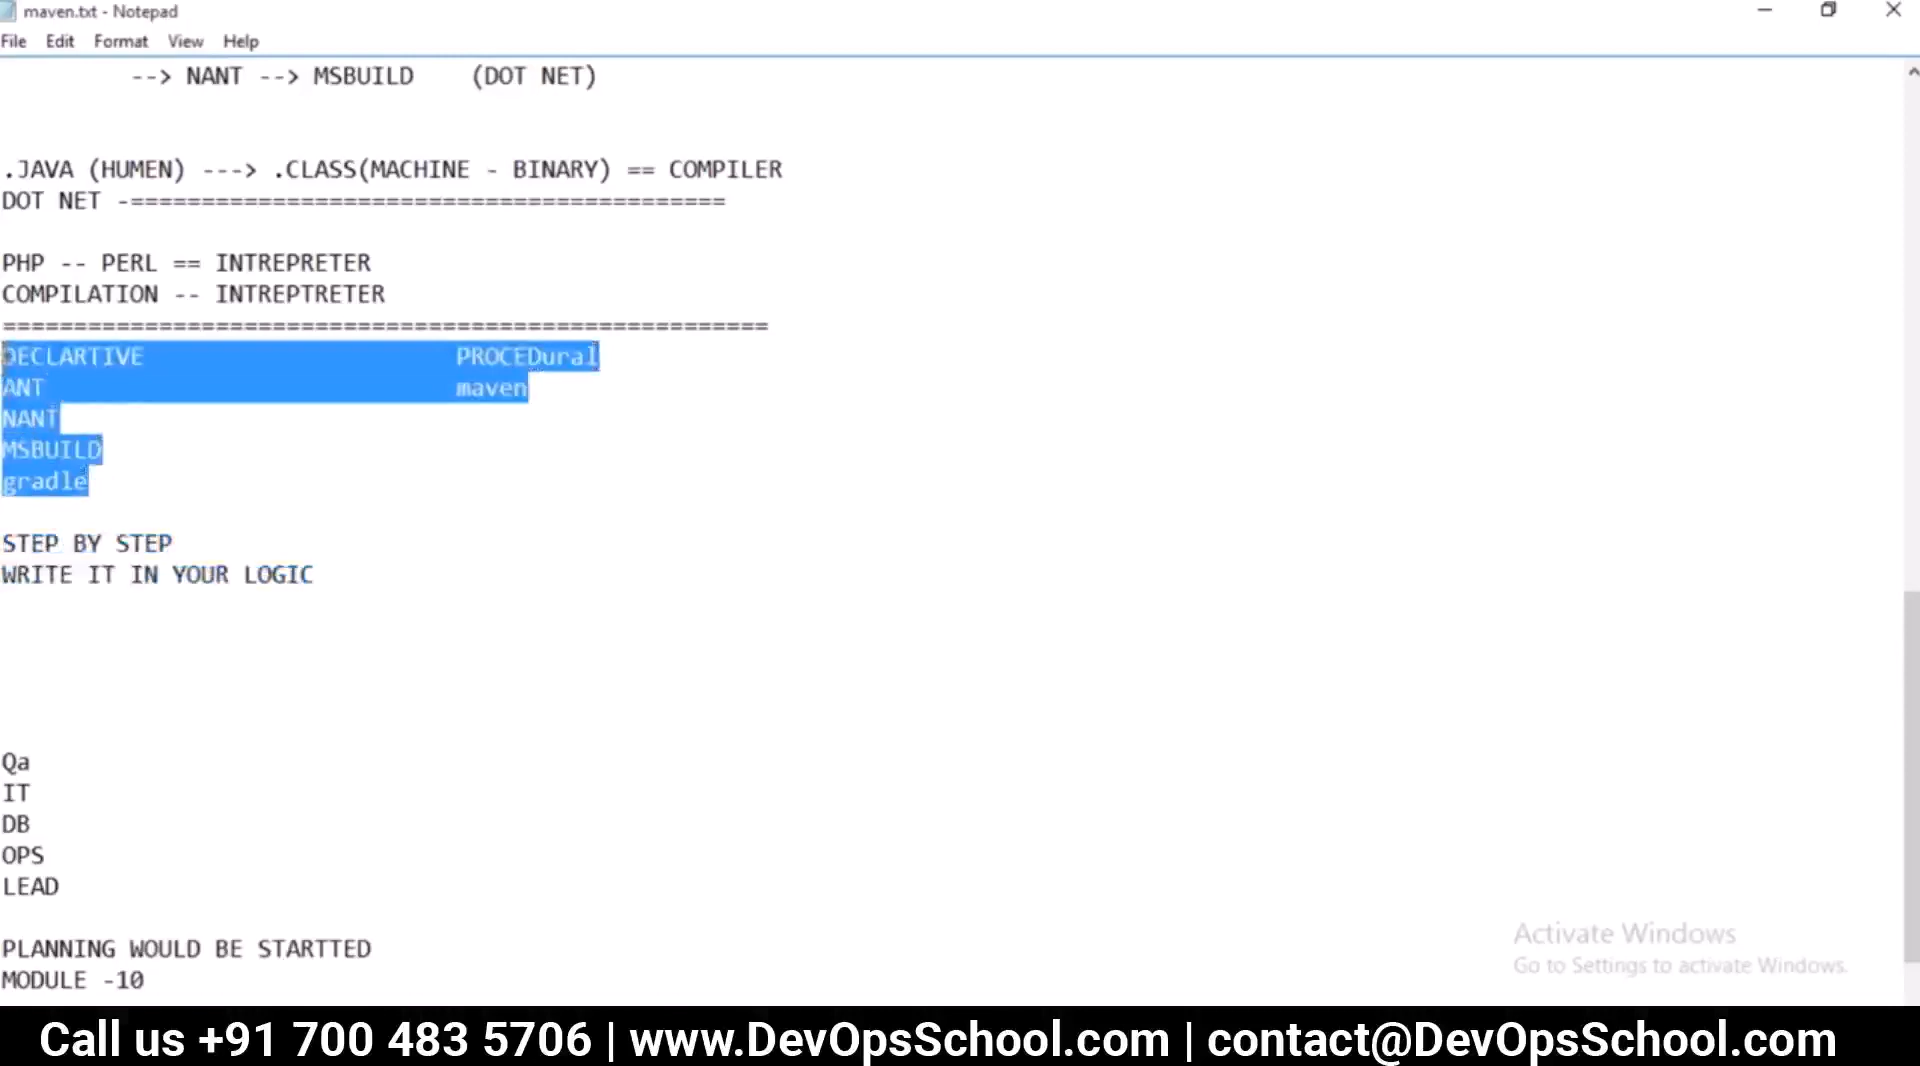 maven.txt - Notepad
File Edit Format View Help
--> NANT --> MSBUILD (DOT NET)
.JAVA (HUMEN) ---> .CLASS(MACHINE - BINARY) == COMPILER
DOT NET -==========================================
PHP -- PERL == INTREPRETER
COMPILATION -- INTREPTRETER
======================================================
DECLARTIVE PROCEDural
ANT maven
NANT
MSBUILD
gradle
STEP BY STEP
WRITE IT IN YOUR LOGIC
Qa
IT
DB
OPS
LEAD
PLANNING WOULD BE STARTTED
MODULE -10
Activate Windows
Go to Settings to activate Windows.
Call us +91 700 483 5706 | www.DevOpsSchool.com | contact@DevOpsSchool.com